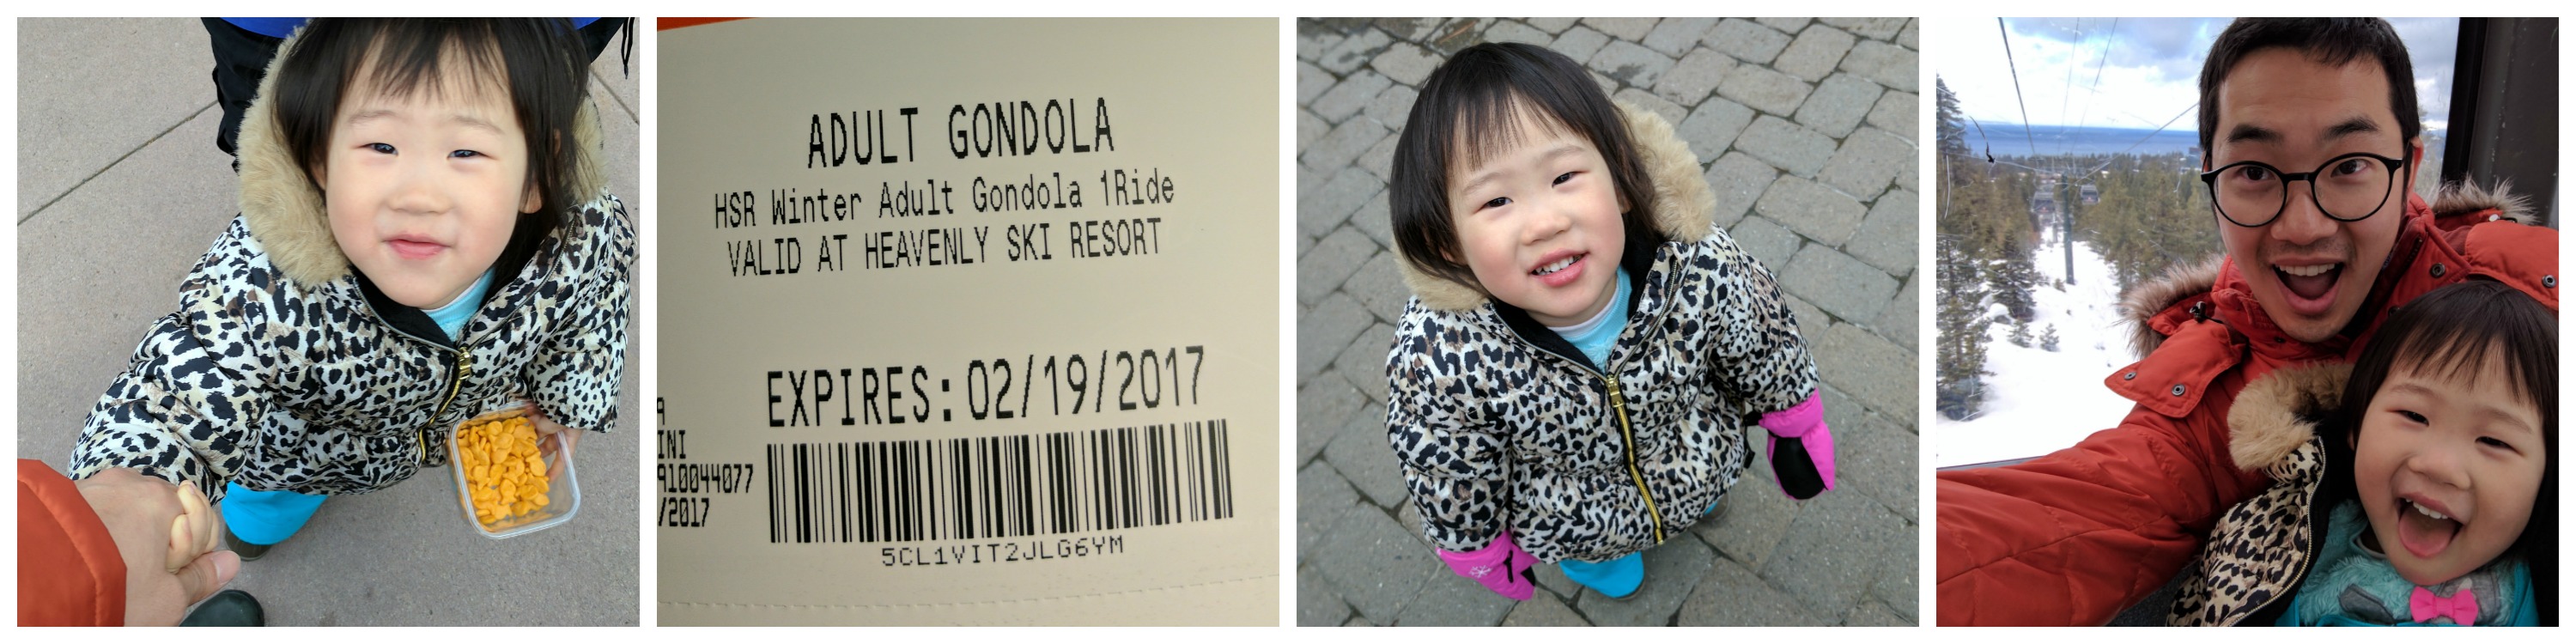 ADULT GONDOLA
HSR Winter Adult Gondola 1Ride
VALID AT HEAVENLY SKI RESORT
EXPIRES: 02/19/2017
INI
910044077
/2017
5CL1VIT2JLG6YM